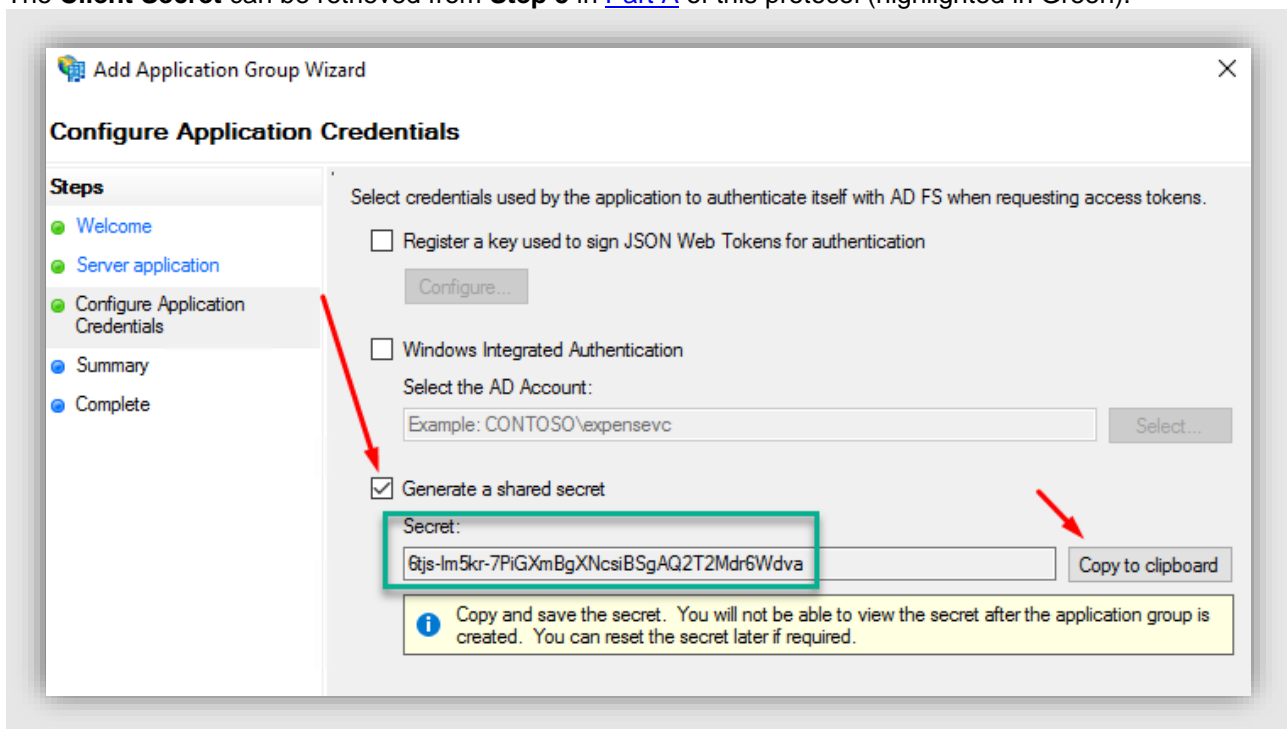 The Client Secret can be retrieved from Step 3 in Part A of this protocol (highlighted in Green).
Add Application Group Wizard
Configure Application Credentials
Steps
Welcome
Server application
Configure Application
Credentials
Summary
Complete
Select credentials used by the application to authenticate itself with AD FS when requesting access tokens.
Register a key used to sign JSON Web Tokens for authentication
Configure...
Windows Integrated Authentication
Select the AD Account:
Example: CONTOSO\expensevc
Select...
Generate a shared secret
Secret:
6tjs-lm5kr-7PiGXmBgXNcsiBSgAQ2T2Mdr6Wdva
Copy to clipboard
Copy and save the secret. You will not be able to view the secret after the application group is
created. You can reset the secret later if required.